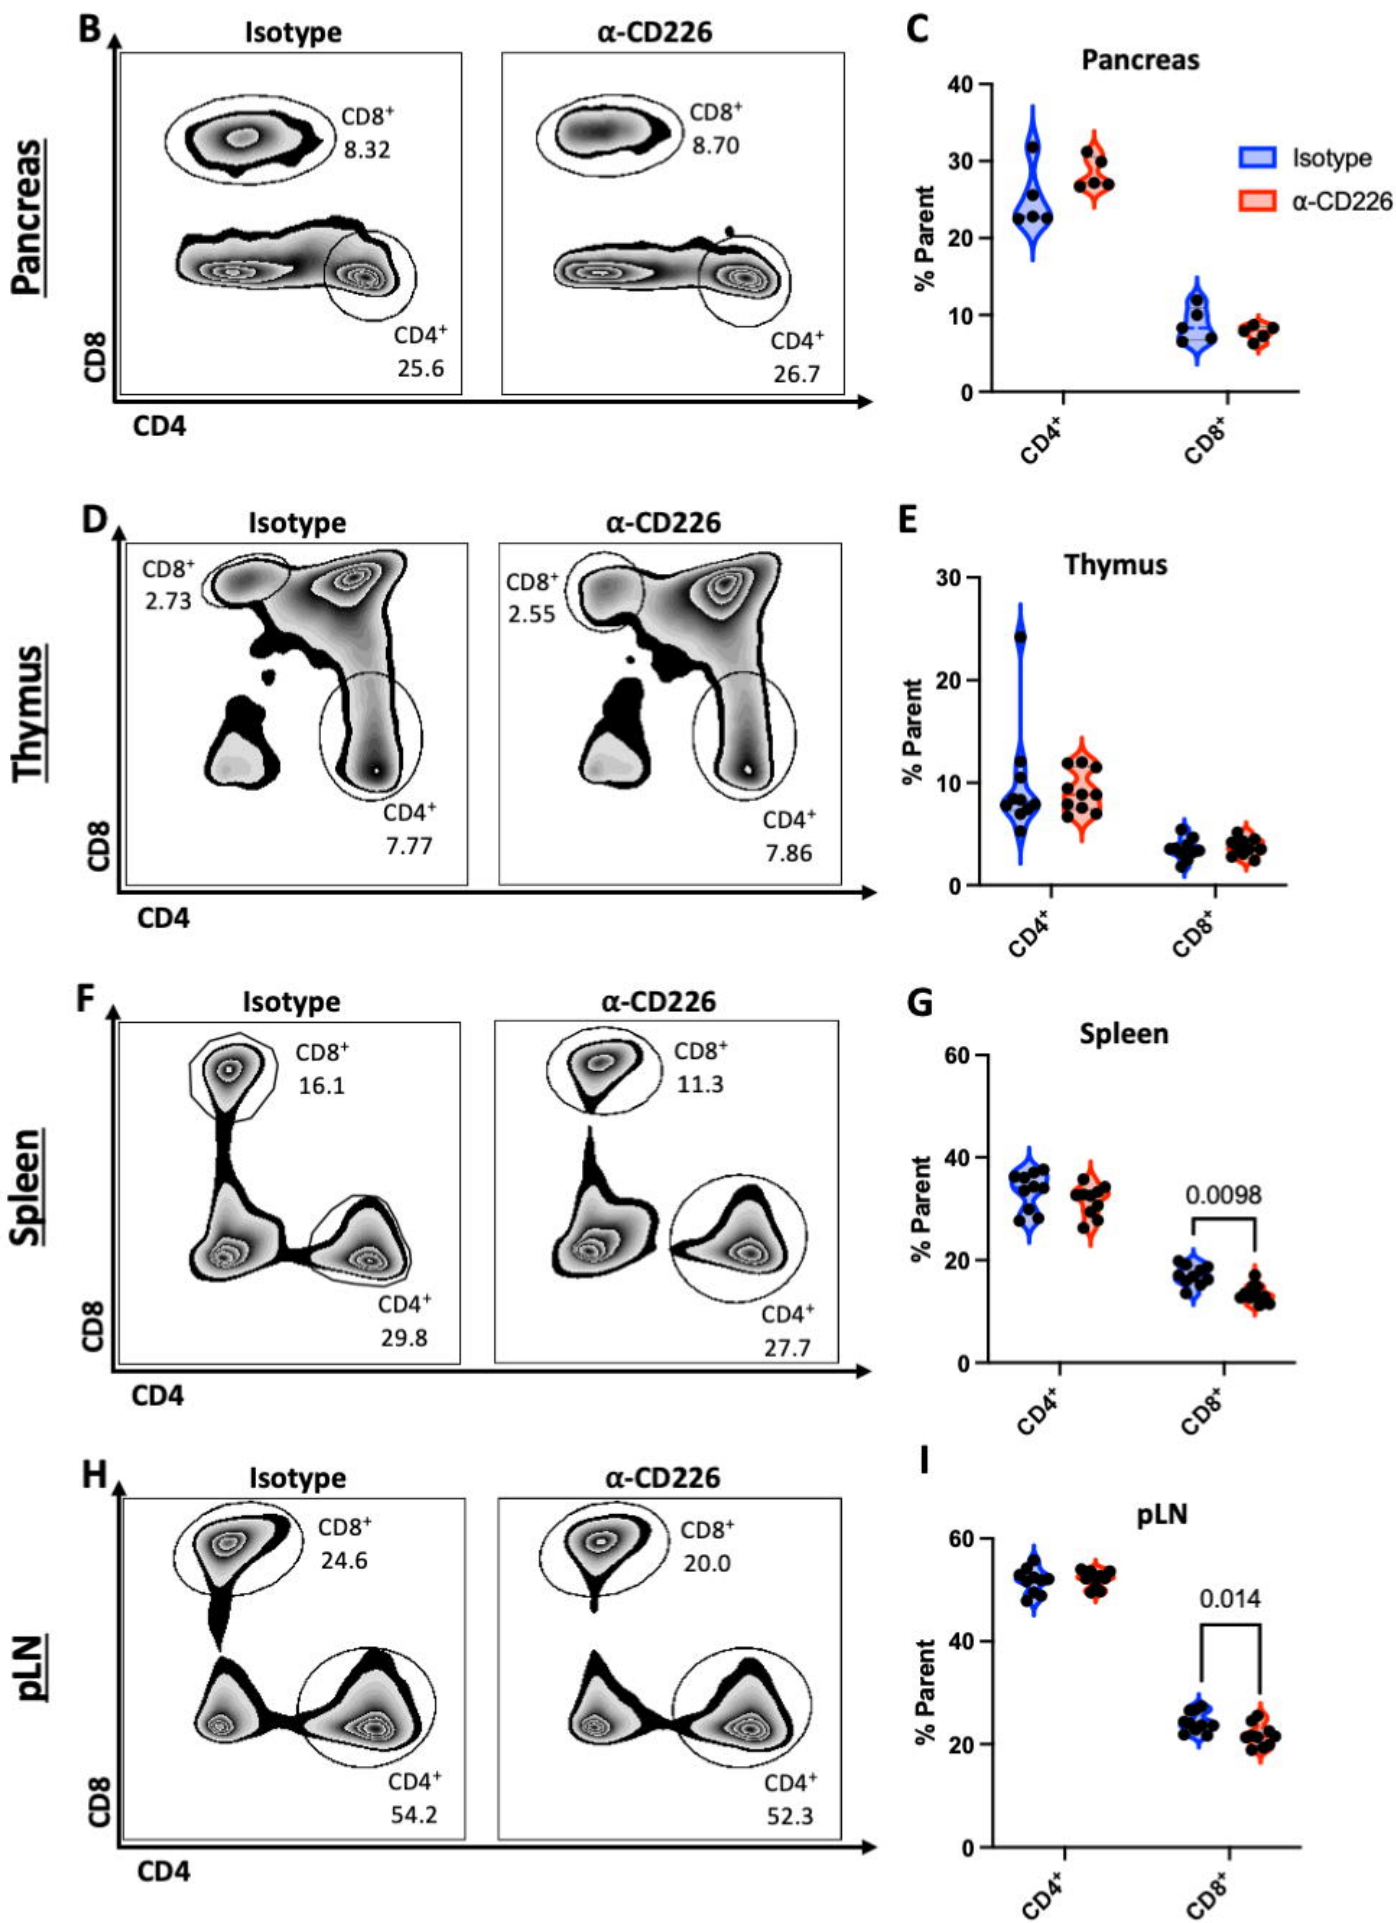 B
Isotype
α-CD226
Pancreas
CD8
CD8⁺
8.32
CD4⁺
25.6
CD8⁺
8.70
CD4⁺
26.7
CD4
C
Pancreas
% Parent
40
30
20
10
0
CD4⁺
CD8⁺
Isotype
α-CD226
D
Isotype
α-CD226
Thymus
CD8
CD8⁺
2.73
CD4⁺
7.77
CD8⁺
2.55
CD4⁺
7.86
CD4
E
Thymus
% Parent
30
20
10
0
CD4⁺
CD8⁺
F
Isotype
α-CD226
Spleen
CD8
CD8⁺
16.1
CD4⁺
29.8
CD8⁺
11.3
CD4⁺
27.7
CD4
G
Spleen
% Parent
60
40
20
0
0.0098
CD4⁺
CD8⁺
H
Isotype
α-CD226
pLN
CD8
CD8⁺
24.6
CD4⁺
54.2
CD8⁺
20.0
CD4⁺
52.3
CD4
I
pLN
% Parent
60
40
20
0
0.014
CD4⁺
CD8⁺